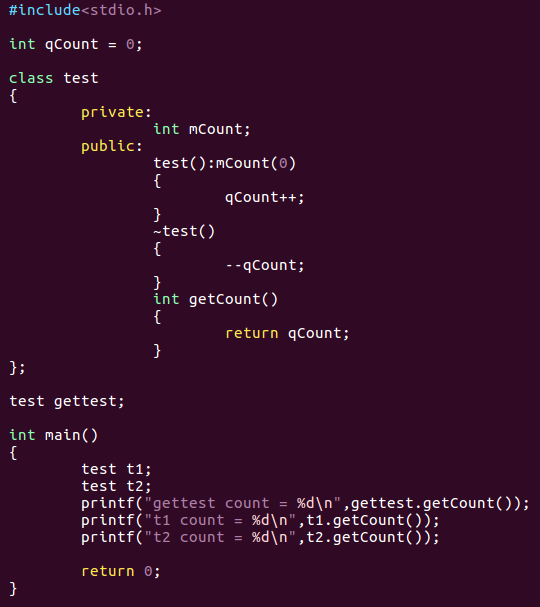 #include<stdio.h>

int qCount = 0;

class test
{
        private:
                int mCount;
        public:
                test():mCount(0)
                {
                        qCount++;
                }
                ~test()
                {
                        --qCount;
                }
                int getCount()
                {
                        return qCount;
                }
};

test gettest;

int main()
{
        test t1;
        test t2;
        printf("gettest count = %d\n",gettest.getCount());
        printf("t1 count = %d\n",t1.getCount());
        printf("t2 count = %d\n",t2.getCount());

        return 0;
}